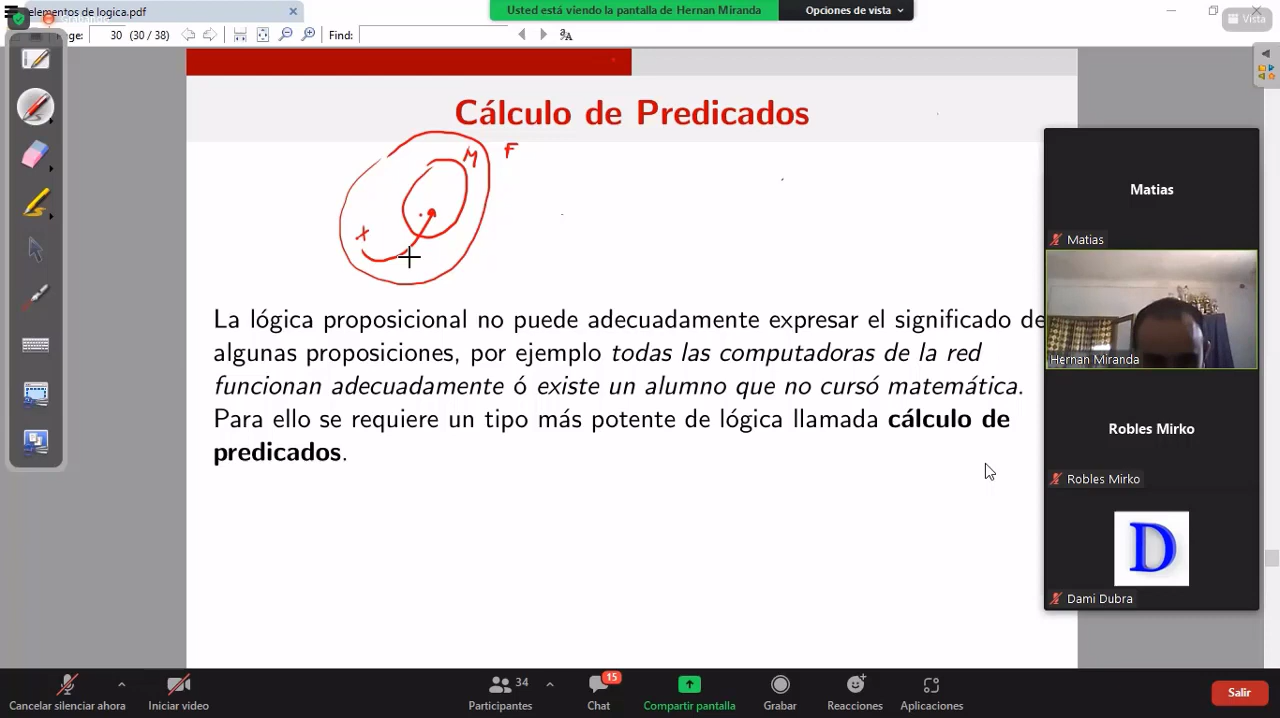 elementos de logica.pdf
Usted está viendo la pantalla de Hernan Miranda
Opciones de vista
Vista
30 (30 / 38)
Find:
Cálculo de Predicados
M
F
x
La lógica proposicional no puede adecuadamente expresar el significado de
algunas proposiciones, por ejemplo todas las computadoras de la red
funcionan adecuadamente ó existe un alumno que no cursó matemática.
Para ello se requiere un tipo más potente de lógica llamada cálculo de
predicados.
Matias
Matias
Hernan Miranda
Robles Mirko
Robles Mirko
D
Dami Dubra
34
15
Cancelar silenciar ahora
Iniciar video
Participantes
Chat
Compartir pantalla
Grabar
Reacciones
Aplicaciones
Salir